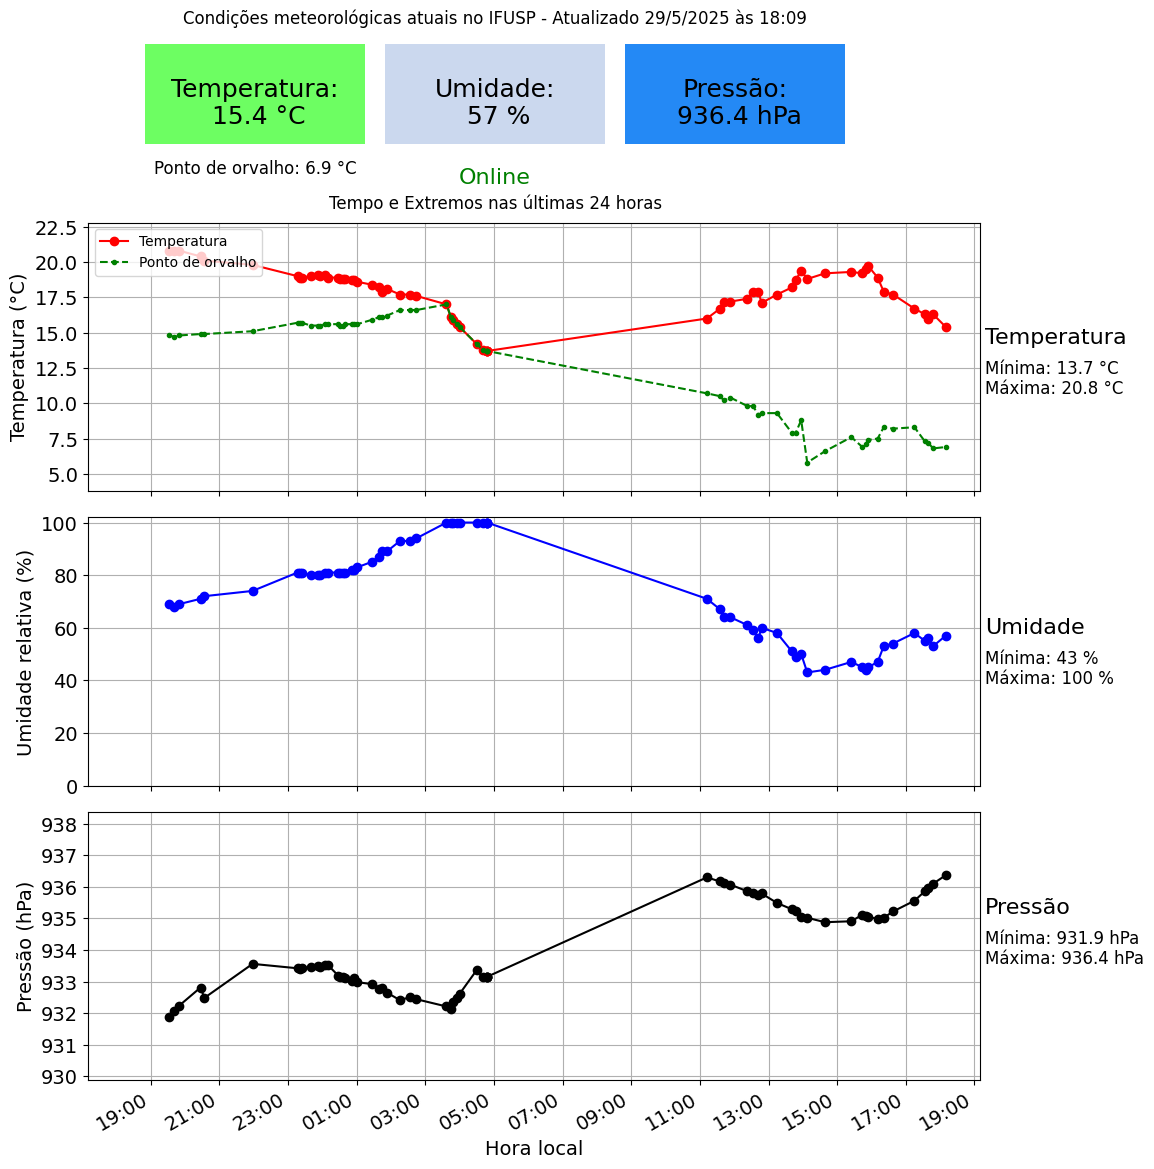 Condições meteorológicas atuais no IFUSP - Atualizado 29/5/2025 às 18:09
Temperatura:
15.4 °C
Umidade:
57 %
Pressão:
936.4 hPa
Ponto de orvalho: 6.9 °C
Online
Tempo e Extremos nas últimas 24 horas
Temperatura (°C)
22.5
20.0
17.5
15.0
12.5
10.0
7.5
5.0
Temperatura
Ponto de orvalho
Temperatura
Mínima: 13.7 °C
Máxima: 20.8 °C
Umidade relativa (%)
100
80
60
40
20
0
Umidade
Mínima: 43 %
Máxima: 100 %
Pressão (hPa)
938
937
936
935
934
933
932
931
930
Pressão
Mínima: 931.9 hPa
Máxima: 936.4 hPa
19:00
21:00
23:00
01:00
03:00
05:00
07:00
09:00
11:00
13:00
15:00
17:00
19:00
Hora local